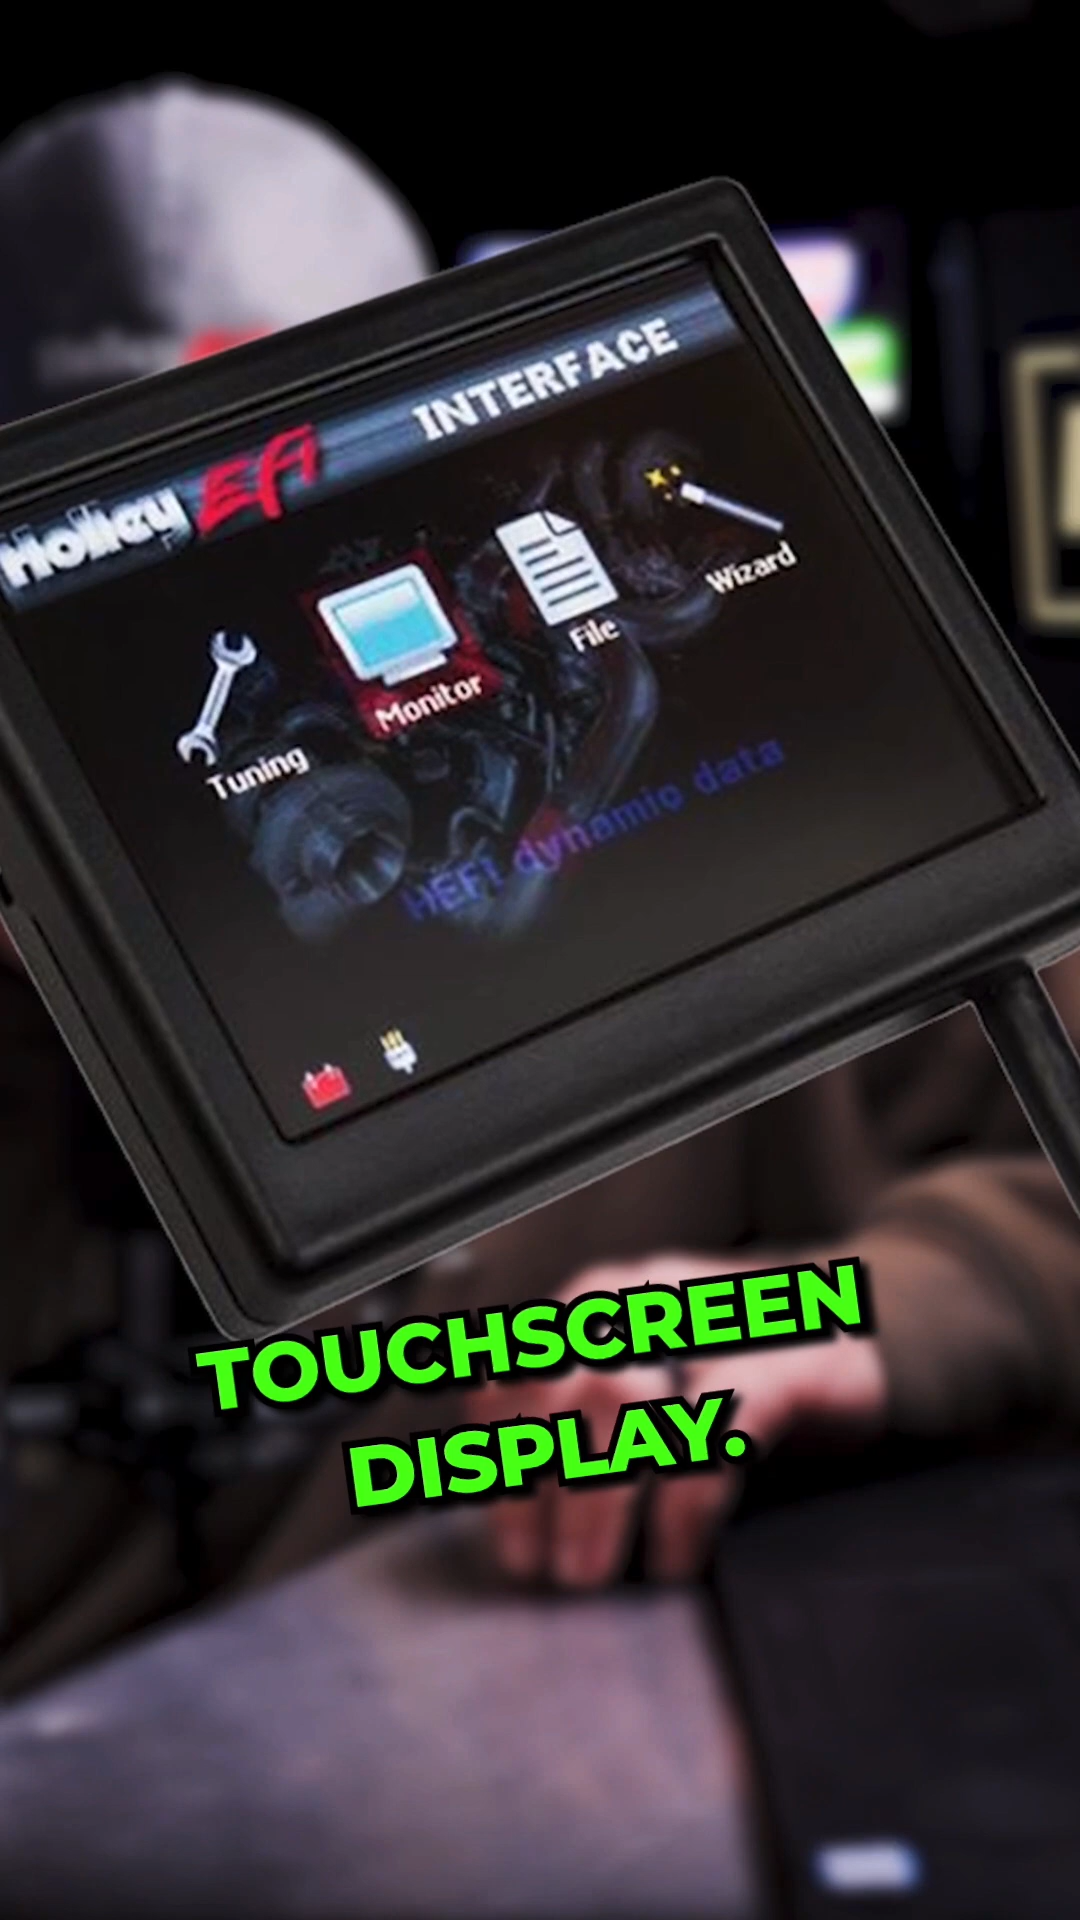 Holley EFI INTERFACE
Tuning
Monitor
File
Wizard
HEFI dynamic data
TOUCHSCREEN
DISPLAY.